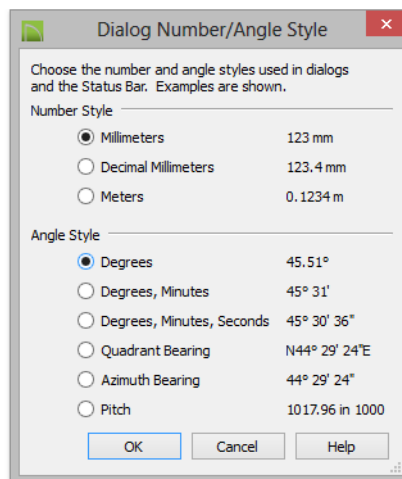 Dialog Number/Angle Style
Choose the number and angle styles used in dialogs
and the Status Bar. Examples are shown.
Number Style
Millimeters 123 mm
Decimal Millimeters 123.4 mm
Meters 0.1234 m
Angle Style
Degrees 45.51°
Degrees, Minutes 45° 31'
Degrees, Minutes, Seconds 45° 30' 36"
Quadrant Bearing N44° 29' 24"E
Azimuth Bearing 44° 29' 24"
Pitch 1017.96 in 1000
OK Cancel Help